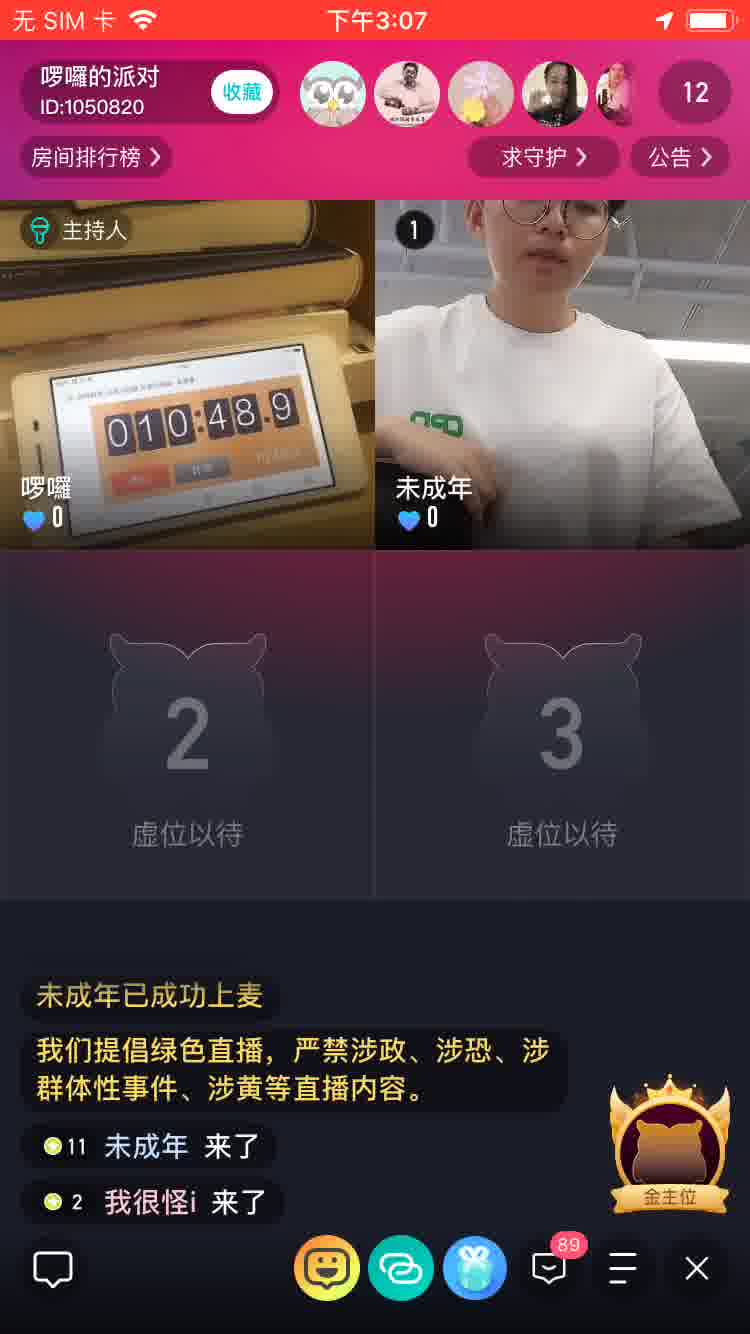 无 SIM 卡
下午3:07
啰囉的派对
ID:1050820
收藏
12
房间排行榜
求守护
公告
主持人
1
010:48.9
啰囉
0
未成年
0
2
3
虚位以待
虚位以待
未成年已成功上麦
我们提倡绿色直播，严禁涉政、涉恐、涉
群体性事件、涉黄等直播内容。
11 未成年 来了
2 我很怪i 来了
金主位
89